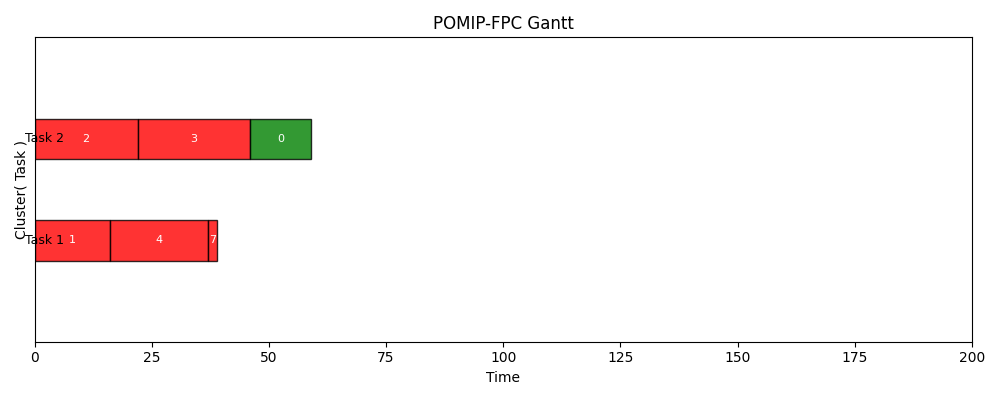 POMIP-FPC Gantt
Cluster( Task )
Task 2 2 3 0
Task 1 1 4 7
0 25 50 75 100 125 150 175 200
Time